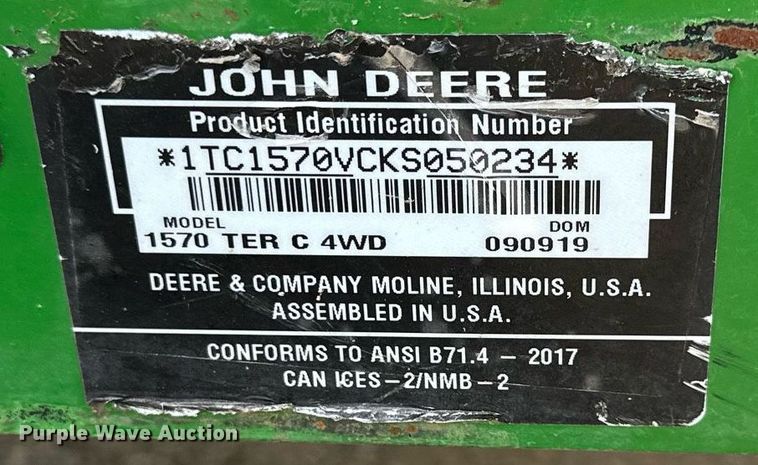 JOHN DEERE
Product Identification Number
*1TC1570VCKS050234*
MODEL DOM
1570 TER C 4WD 090919
DEERE & COMPANY MOLINE, ILLINOIS, U.S.A.
ASSEMBLED IN U.S.A.
CONFORMS TO ANSI B71.4 – 2017
CAN ICES–2/NMB–2
Purple Wave Auction